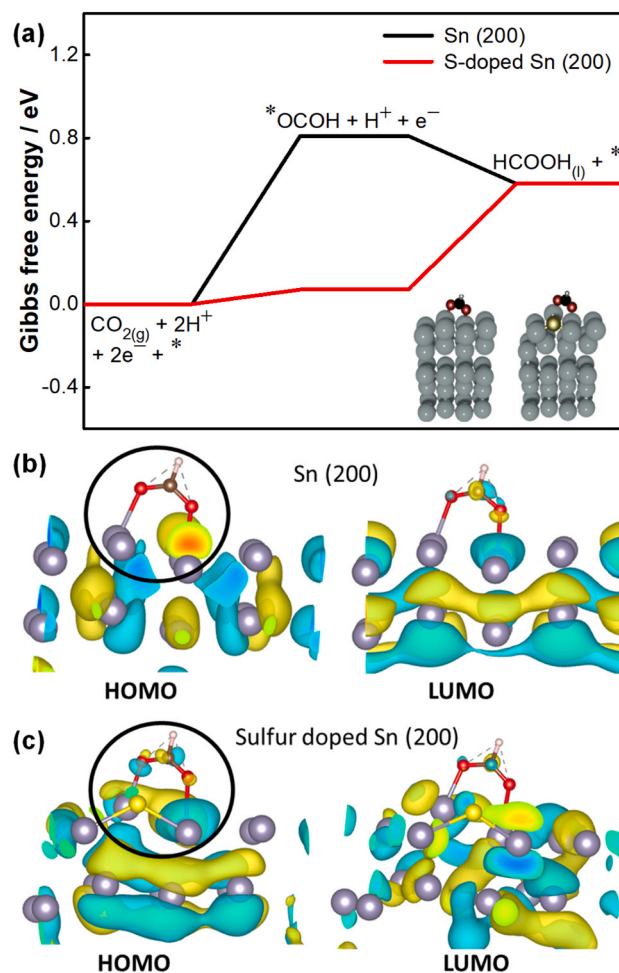 (a)
Sn (200)
S-doped Sn (200)
Gibbs free energy / eV
1.2
0.8
0.4
0.0
-0.4
*OCOH + H⁺ + e⁻
HCOOH(l) + *
CO₂(g) + 2H⁺
+ 2e⁻ + *
(b)
Sn (200)
HOMO
LUMO
(c)
Sulfur doped Sn (200)
HOMO
LUMO